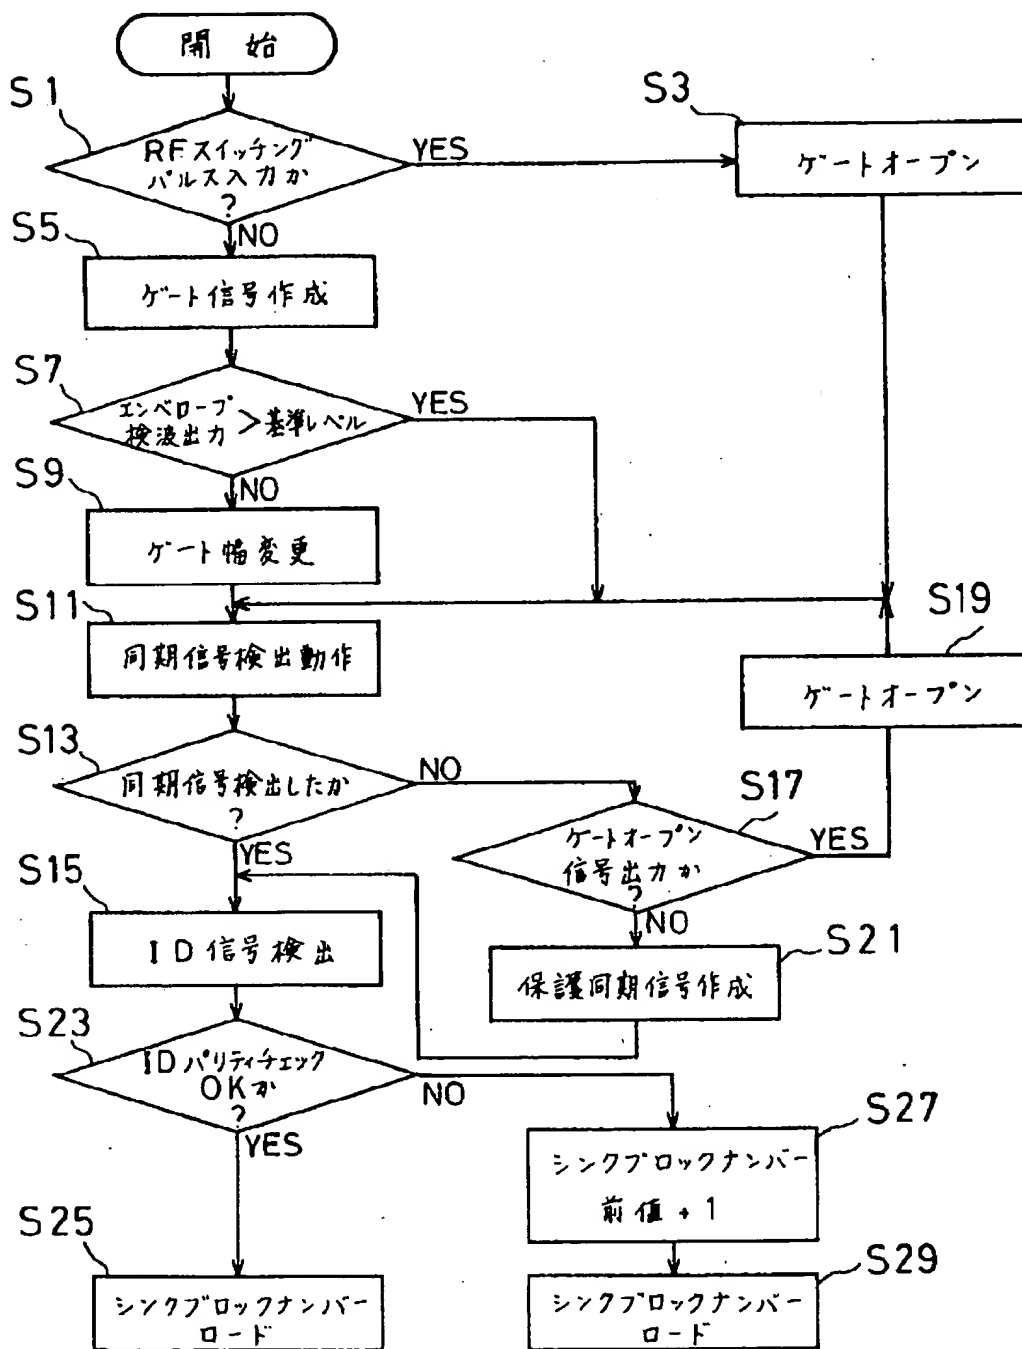 開始
S1
RFスイッチング
パルス入力か
?
YES
NO
S3
ゲートオープン
S5
ゲート信号作成
S7
エンベロープ
検波出力
>基準レベル
YES
NO
S9
ゲート幅変更
S11
同期信号検出動作
S19
ゲートオープン
S13
同期信号検出したか
?
NO
YES
S17
ゲートオープン
信号出力か
?
YES
NO
S15
ID信号検出
S21
保護同期信号作成
S23
IDパリティチェック
OKか
?
NO
YES
S27
シンクブロックナンバー
前値+1
S25
シンクブロックナンバー
ロード
S29
シンクブロックナンバー
ロード